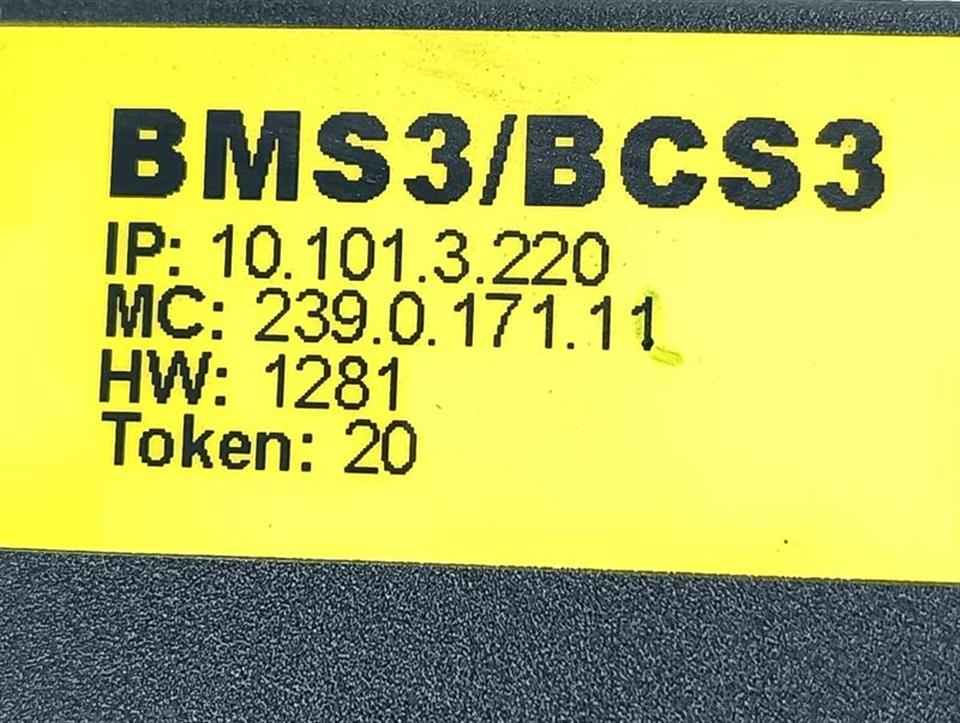 BMS3/BCS3
IP: 10.101.3.220
MC: 239.0.171.11
HW: 1281
Token: 20